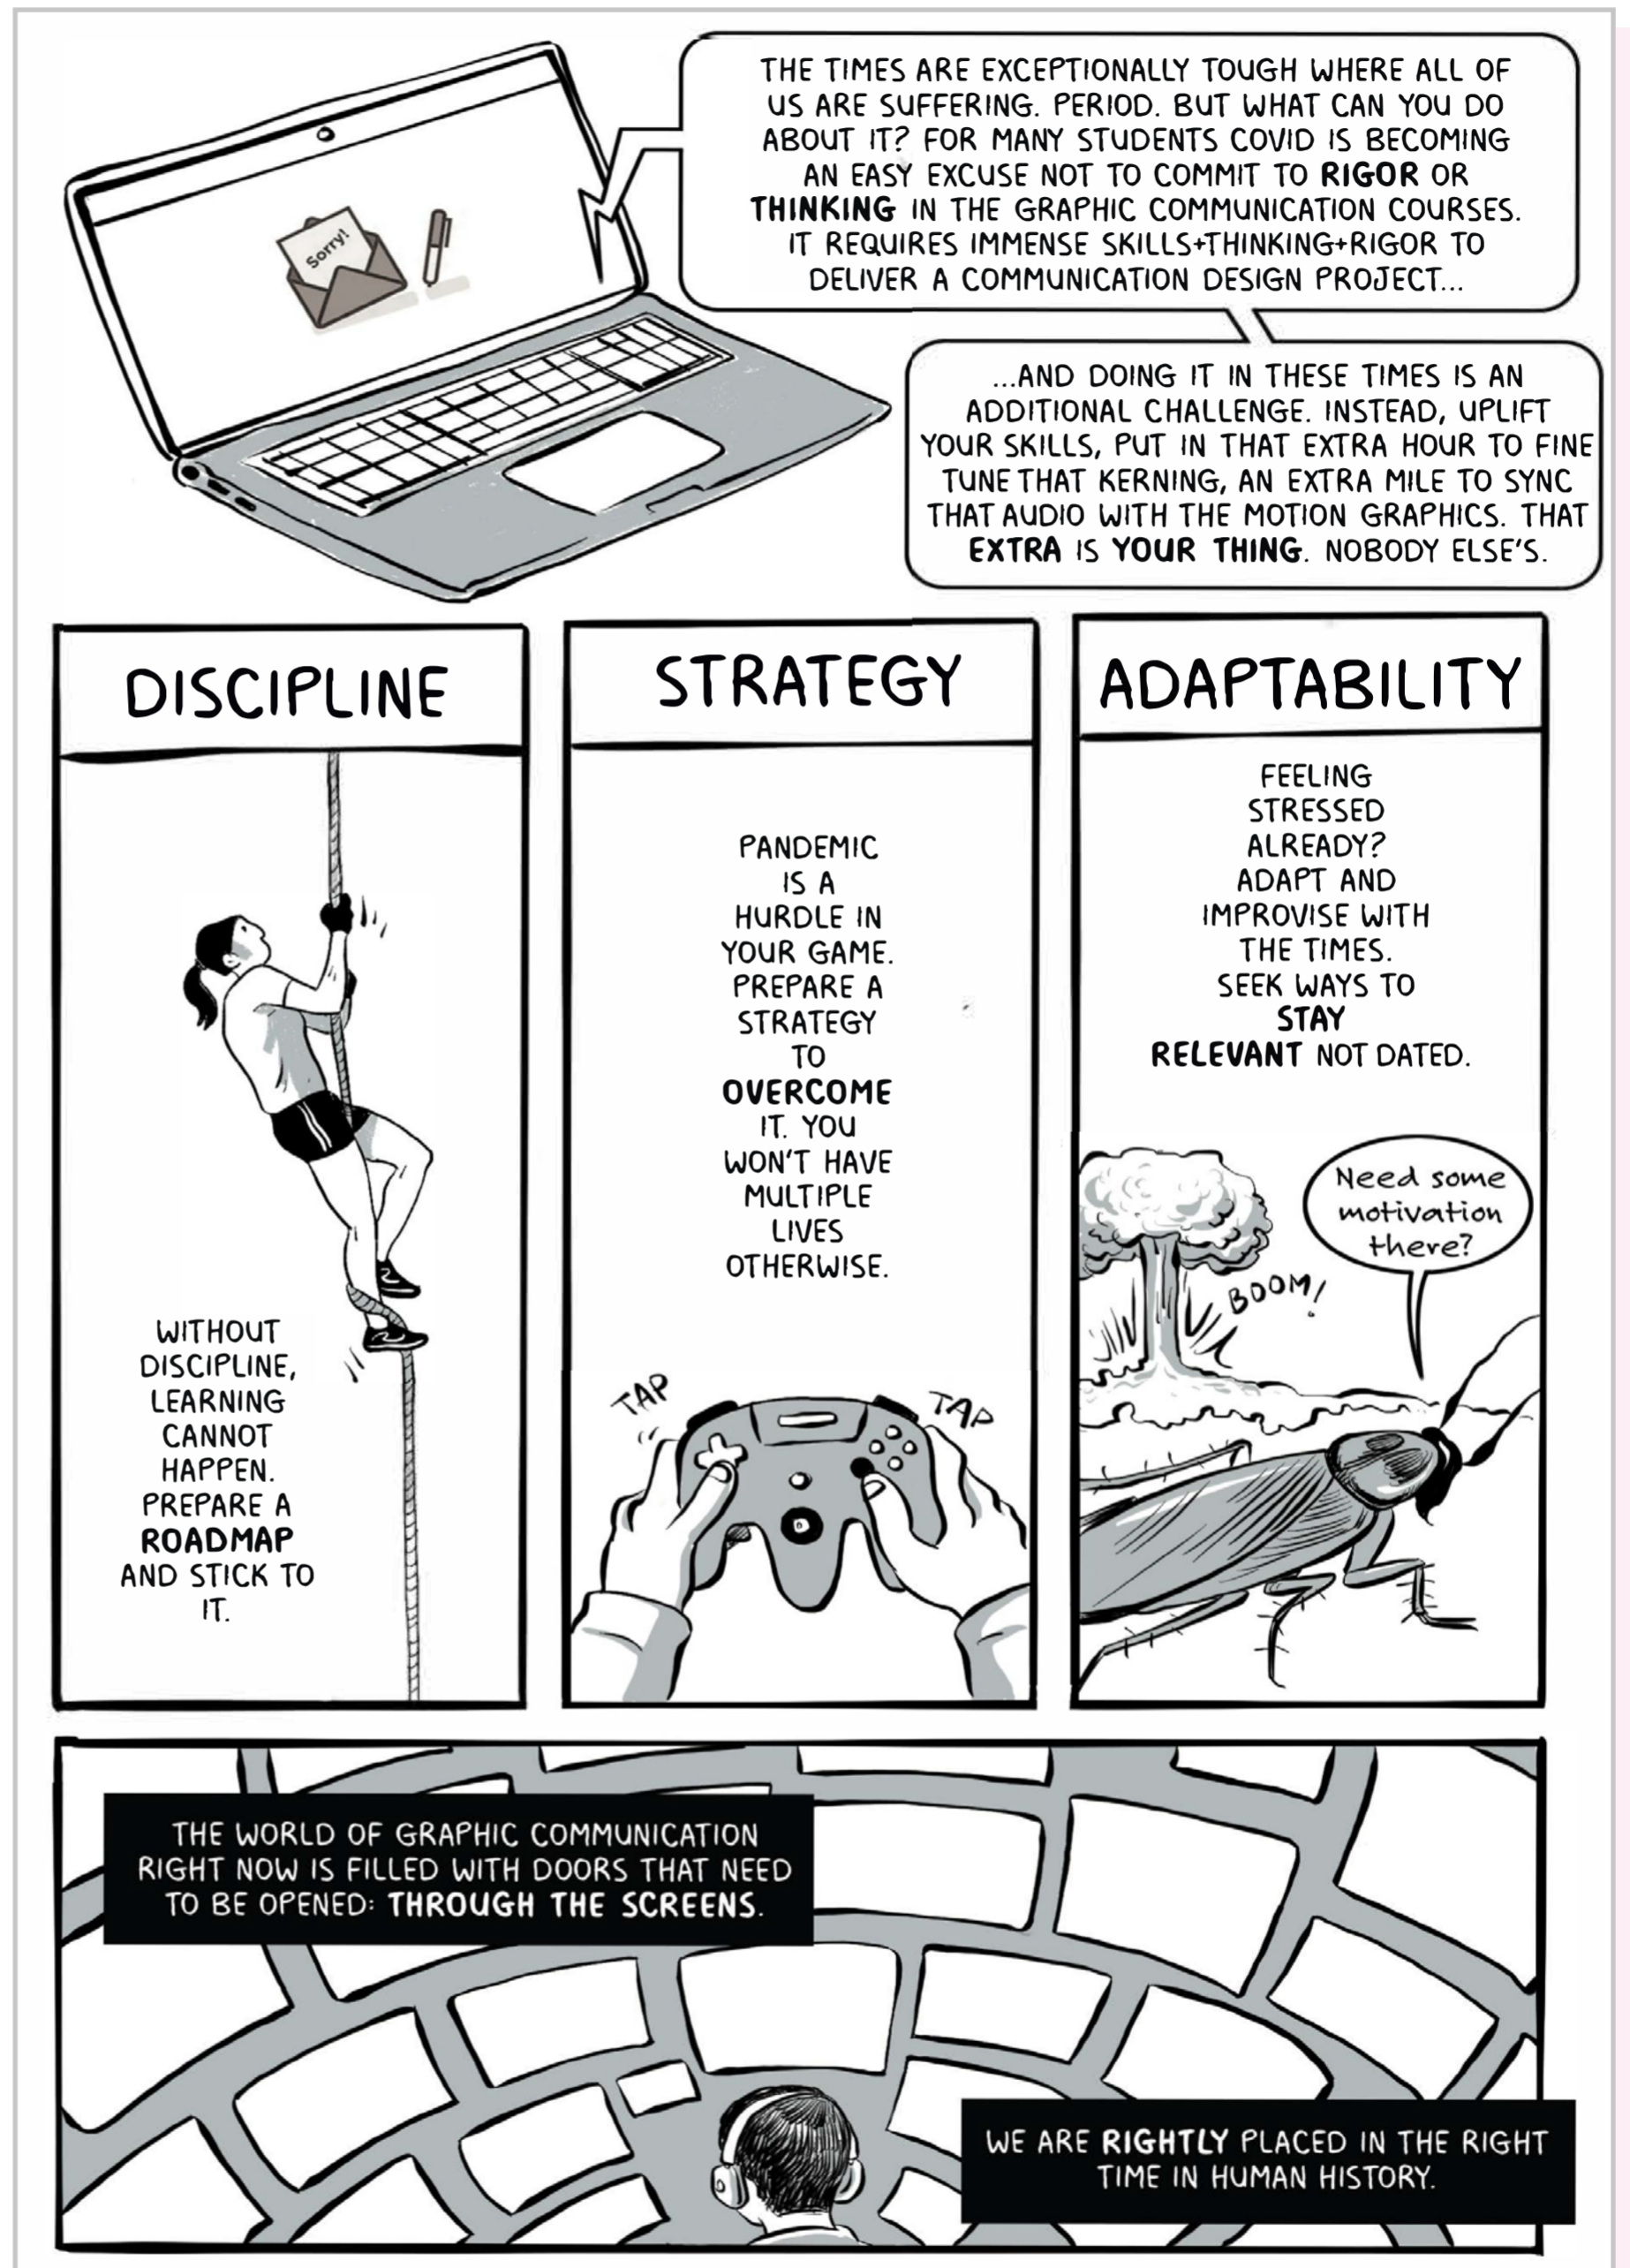 Sorry!
THE TIMES ARE EXCEPTIONALLY TOUGH WHERE ALL OF
US ARE SUFFERING. PERIOD. BUT WHAT CAN YOU DO
ABOUT IT? FOR MANY STUDENTS COVID IS BECOMING
AN EASY EXCUSE NOT TO COMMIT TO RIGOR OR
THINKING IN THE GRAPHIC COMMUNICATION COURSES.
IT REQUIRES IMMENSE SKILLS+THINKING+RIGOR TO
DELIVER A COMMUNICATION DESIGN PROJECT...
...AND DOING IT IN THESE TIMES IS AN
ADDITIONAL CHALLENGE. INSTEAD, UPLIFT
YOUR SKILLS, PUT IN THAT EXTRA HOUR TO FINE
TUNE THAT KERNING, AN EXTRA MILE TO SYNC
THAT AUDIO WITH THE MOTION GRAPHICS. THAT
EXTRA IS YOUR THING. NOBODY ELSE'S.
DISCIPLINE
WITHOUT
DISCIPLINE,
LEARNING
CANNOT
HAPPEN.
PREPARE A
ROADMAP
AND STICK TO
IT.
STRATEGY
PANDEMIC
IS A
HURDLE IN
YOUR GAME.
PREPARE A
STRATEGY
TO
OVERCOME
IT. YOU
WON'T HAVE
MULTIPLE
LIVES
OTHERWISE.
TAP
TAP
ADAPTABILITY
FEELING
STRESSED
ALREADY?
ADAPT AND
IMPROVISE WITH
THE TIMES.
SEEK WAYS TO
STAY
RELEVANT NOT DATED.
Need some
motivation
there?
BOOM!
THE WORLD OF GRAPHIC COMMUNICATION
RIGHT NOW IS FILLED WITH DOORS THAT NEED
TO BE OPENED: THROUGH THE SCREENS.
WE ARE RIGHTLY PLACED IN THE RIGHT
TIME IN HUMAN HISTORY.